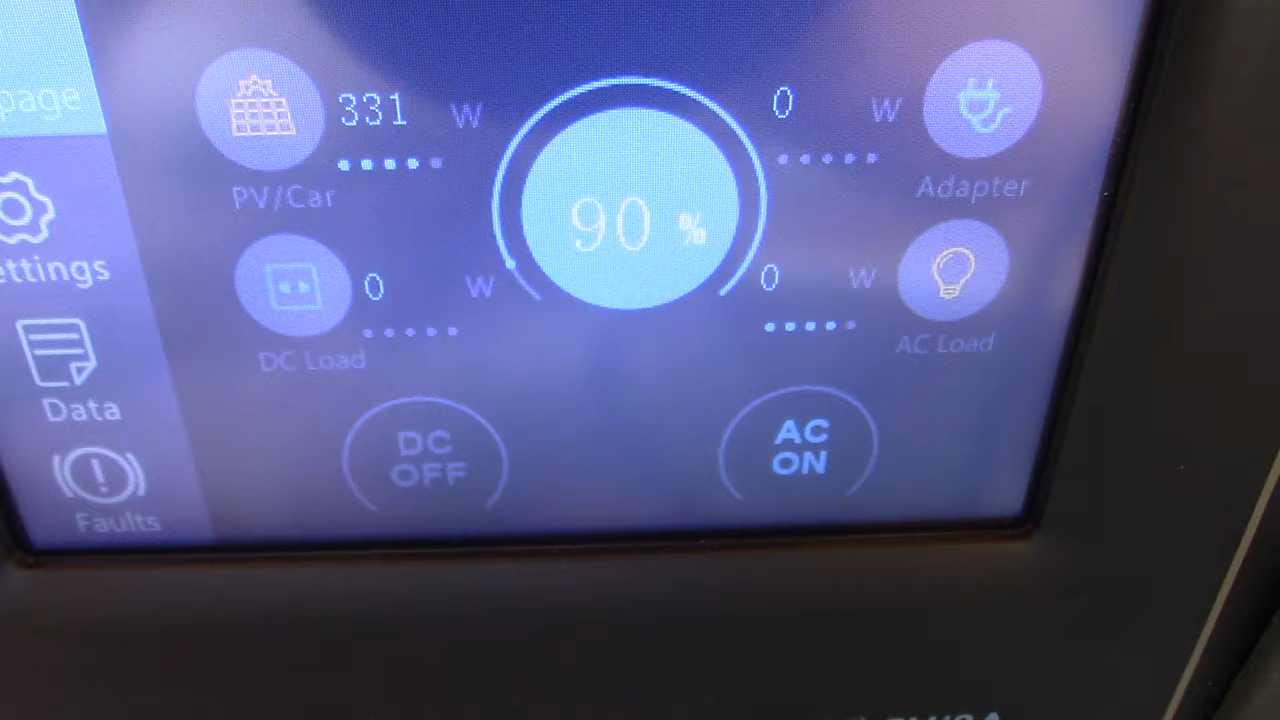 page
331 W
PV/Car
0 W
DC Load
90 %
0 W
Adapter
0 W
AC Load
ettings
Data
Faults
DC
OFF
AC
ON